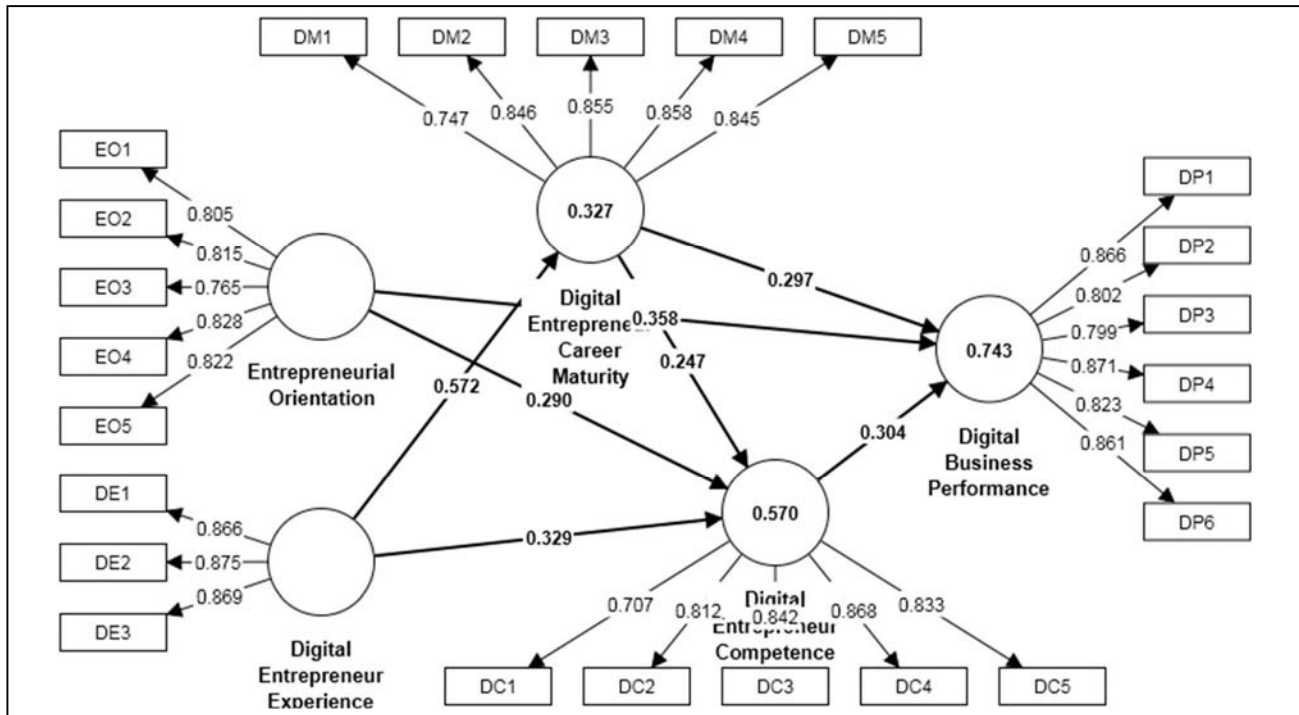 DM1 DM2 DM3 DM4 DM5
0.747 0.846 0.855 0.858 0.845
EO1
EO2
EO3
EO4
EO5
0.805
0.815
0.765
0.828
0.822
Entrepreneurial
Orientation
DE1
DE2
DE3
0.866
0.875
0.869
Digital
Entrepreneur
Experience
0.327
Digital
Entrepreneur
Career
Maturity
0.572
0.358
0.290
0.247
0.329
0.297
0.304
0.570
Digital
Entrepreneur
Competence
0.707 0.812 0.842 0.868 0.833
DC1 DC2 DC3 DC4 DC5
0.743
Digital
Business
Performance
0.866
0.802
0.799
0.871
0.823
0.861
DP1
DP2
DP3
DP4
DP5
DP6